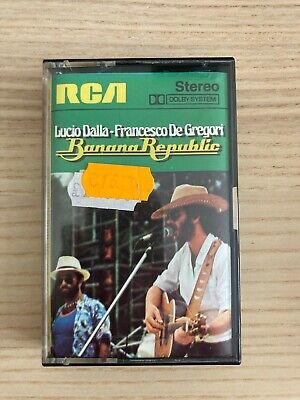 RCA
Stereo
DOLBY SYSTEM
Lucio Dalla-Francesco De Gregori
Banana Republic